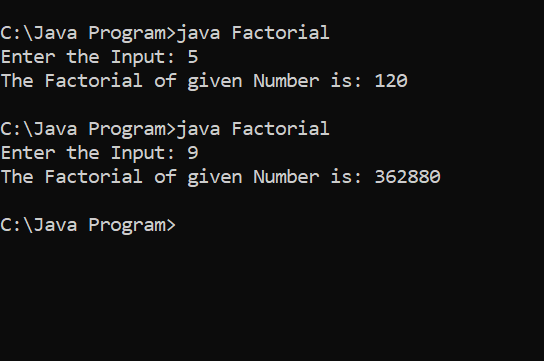 C:\Java Program>java Factorial
Enter the Input: 5
The Factorial of given Number is: 120
C:\Java Program>java Factorial
Enter the Input: 9
The Factorial of given Number is: 362880
C:\Java Program>